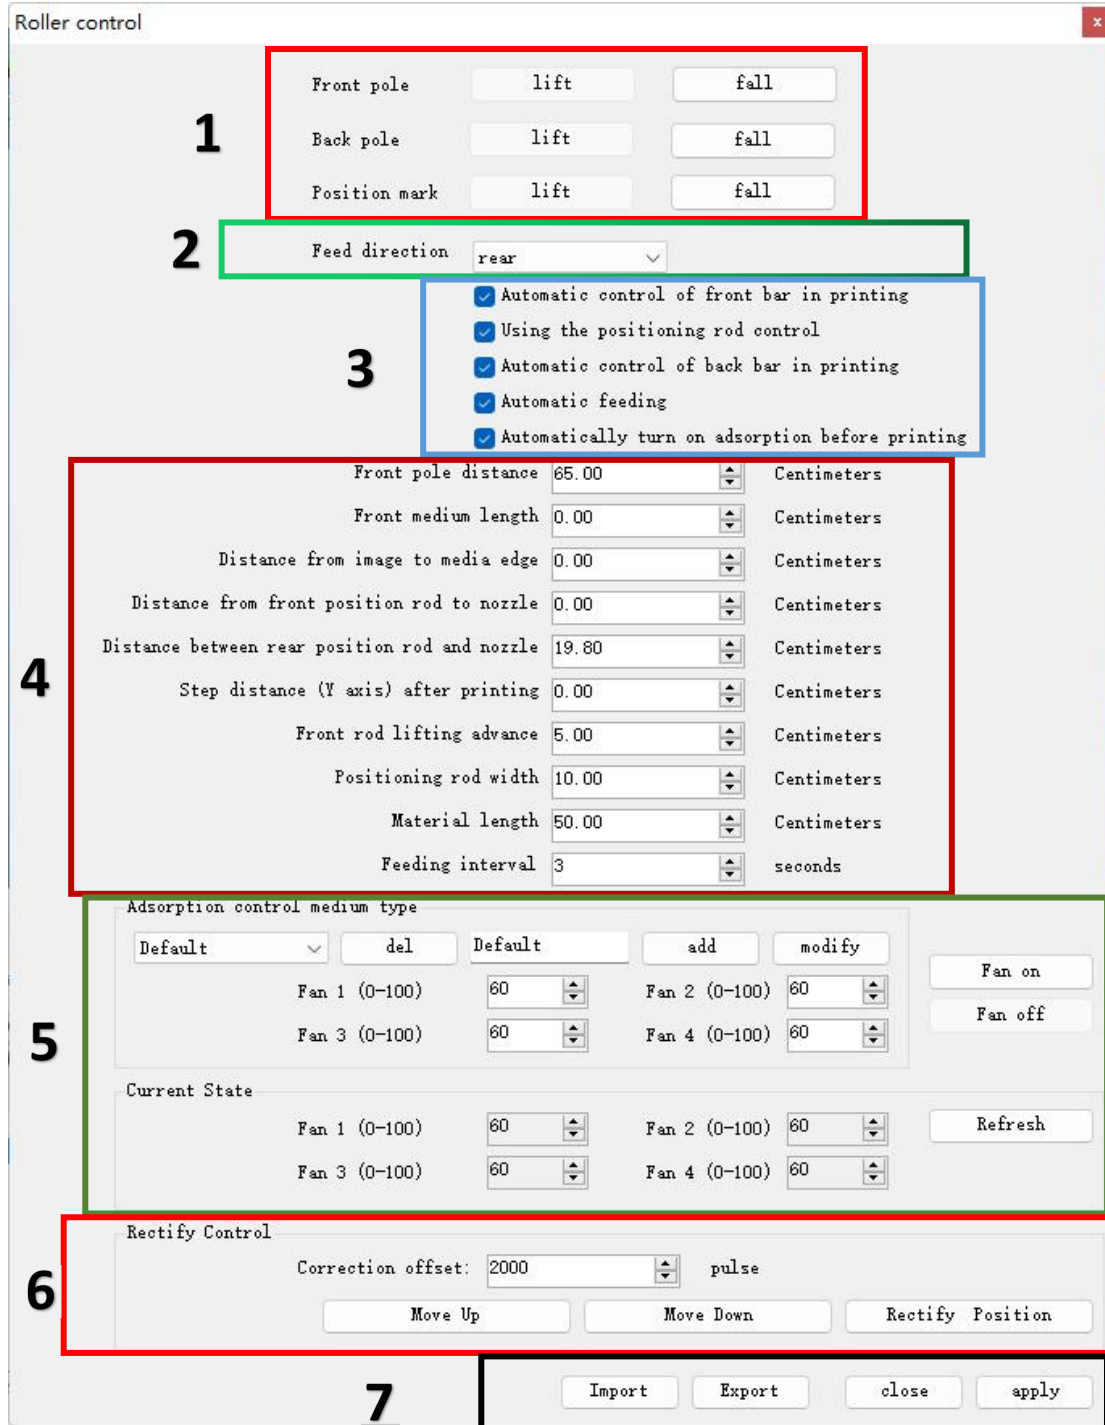 Roller control x
1
Front pole lift fall
Back pole lift fall
Position mark lift fall
2
Feed direction rear
3
Automatic control of front bar in printing
Using the positioning rod control
Automatic control of back bar in printing
Automatic feeding
Automatically turn on adsorption before printing
4
Front pole distance 65.00 Centimeters
Front medium length 0.00 Centimeters
Distance from image to media edge 0.00 Centimeters
Distance from front position rod to nozzle 0.00 Centimeters
Distance between rear position rod and nozzle 19.80 Centimeters
Step distance (Y axis) after printing 0.00 Centimeters
Front rod lifting advance 5.00 Centimeters
Positioning rod width 10.00 Centimeters
Material length 50.00 Centimeters
Feeding interval 3 seconds
5
Adsorption control medium type
Default del Default add modify
Fan on
Fan 1 (0-100) 60 Fan 2 (0-100) 60
Fan off
Fan 3 (0-100) 60 Fan 4 (0-100) 60
Current State
Fan 1 (0-100) 60 Fan 2 (0-100) 60 Refresh
Fan 3 (0-100) 60 Fan 4 (0-100) 60
6
Rectify Control
Correction offset: 2000 pulse
Move Up Move Down Rectify Position
7
Import Export close apply